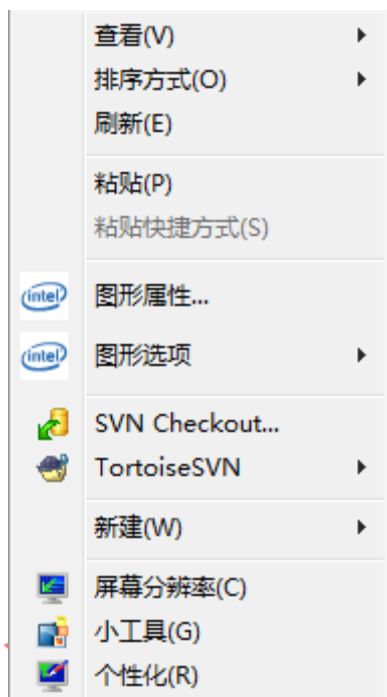 查看(V)
排序方式(O)
刷新(E)
粘贴(P)
粘贴快捷方式(S)
intel 图形属性...
intel 图形选项
SVN Checkout...
TortoiseSVN
新建(W)
屏幕分辨率(C)
小工具(G)
个性化(R)